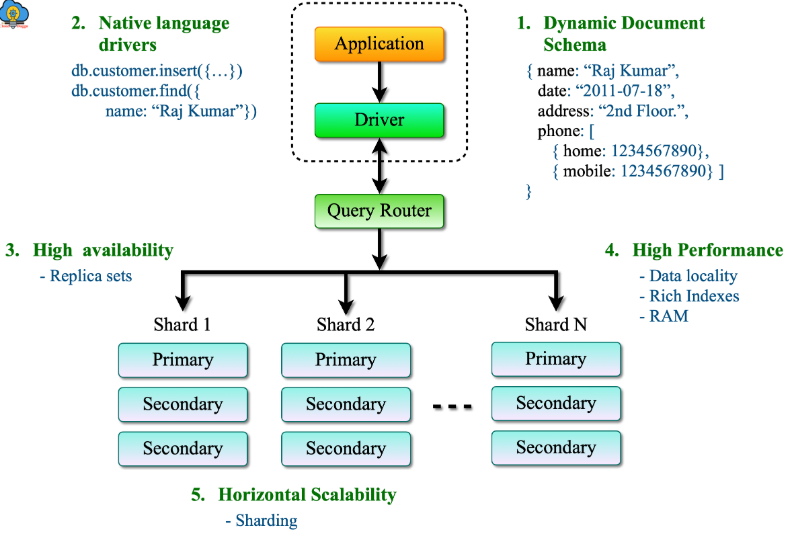 2. Native language
drivers
db.customer.insert({...})
db.customer.find({
name: “Raj Kumar”})
Application
Driver
Query Router
1. Dynamic Document
Schema
{ name: “Raj Kumar”,
date: “2011-07-18”,
address: “2nd Floor.”,
phone: [
{ home: 1234567890},
{ mobile: 1234567890} ]
}
3. High availability
- Replica sets
4. High Performance
- Data locality
- Rich Indexes
- RAM
Shard 1
Shard 2
Shard N
Primary
Primary
Primary
Secondary
Secondary
Secondary
Secondary
Secondary
Secondary
5. Horizontal Scalability
- Sharding